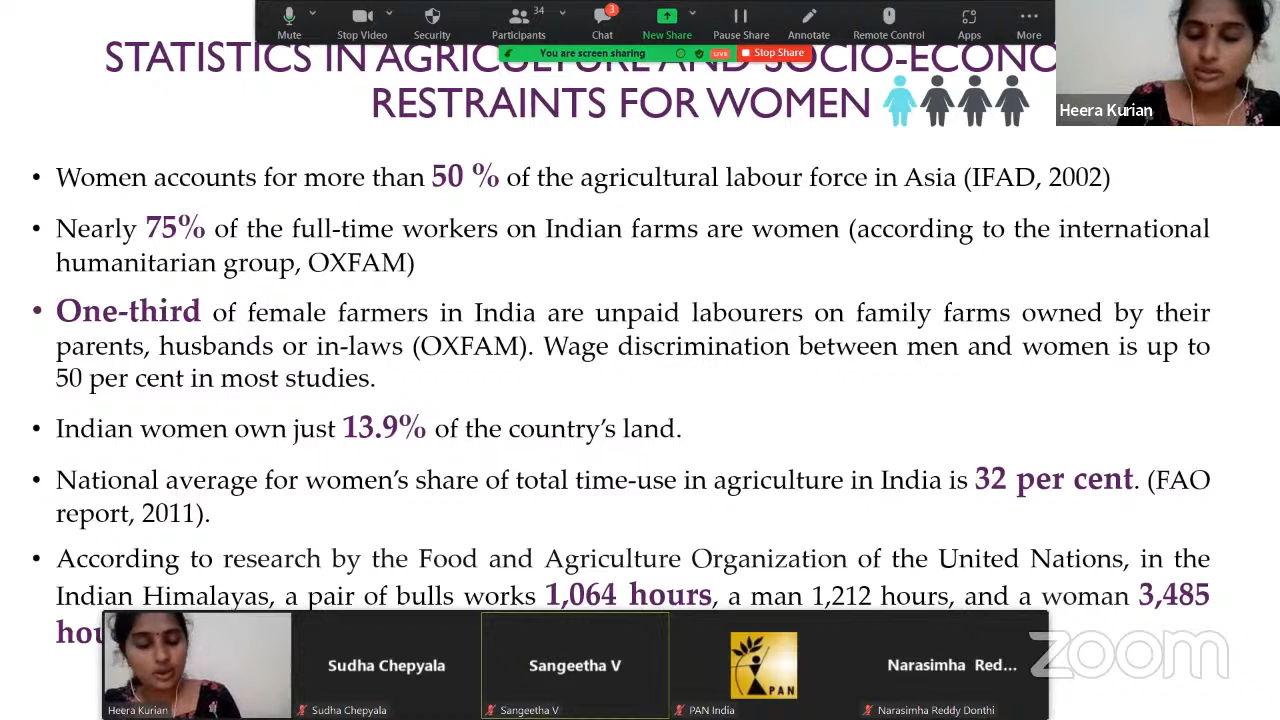 34
3
Mute
Stop Video
Security
Participants
Chat
New Share
Pause Share
Annotate
Remote Control
Apps
More
You are screen sharing
LIVE
Stop Share
STATISTICS IN AGRICULTURE AND SOCIO-ECONO
RESTRAINTS FOR WOMEN
Heera Kurian
• Women accounts for more than 50 % of the agricultural labour force in Asia (IFAD, 2002)
• Nearly 75% of the full-time workers on Indian farms are women (according to the international
humanitarian group, OXFAM)
• One-third of female farmers in India are unpaid labourers on family farms owned by their
parents, husbands or in-laws (OXFAM). Wage discrimination between men and women is up to
50 per cent in most studies.
• Indian women own just 13.9% of the country's land.
• National average for women's share of total time-use in agriculture in India is 32 per cent. (FAO
report, 2011).
• According to research by the Food and Agriculture Organization of the United Nations, in the
Indian Himalayas, a pair of bulls works 1,064 hours, a man 1,212 hours, and a woman 3,485
hou
Heera Kurian
Sudha Chepyala
Sudha Chepyala
Sangeetha V
Sangeetha V
PAN
PAN India
Narasimha Red...
Narasimha Reddy Donthi
zoom